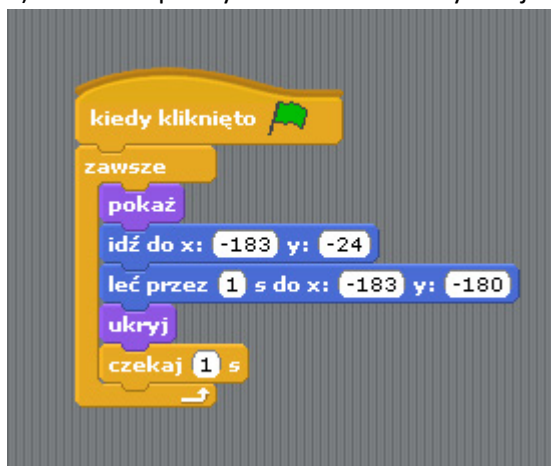 kiedy kliknięto
zawsze
pokaż
idź do x: -183 y: -24
leć przez 1 s do x: -183 y: -180
ukryj
czekaj 1 s